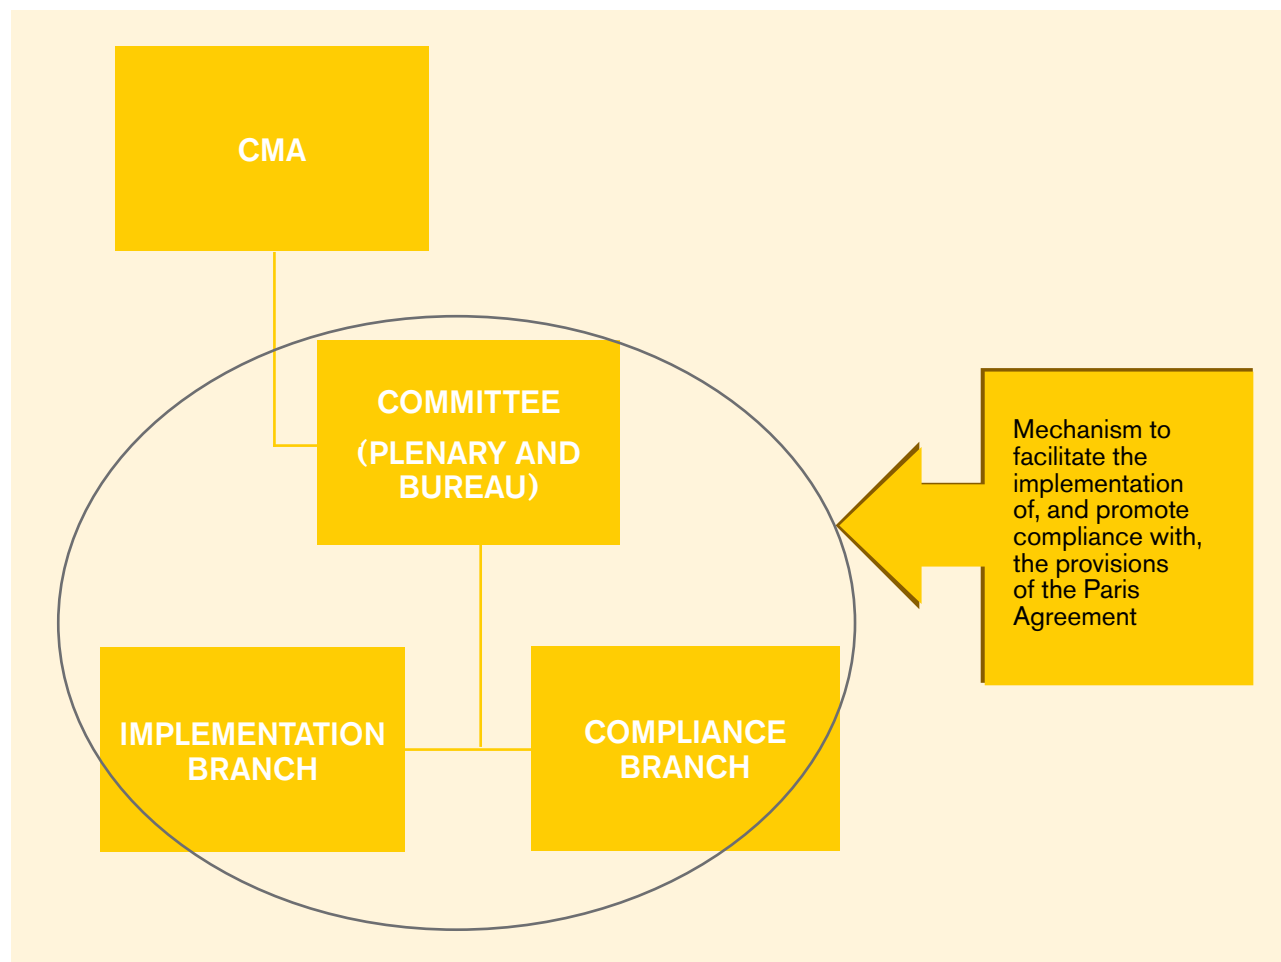 CMA
COMMITTEE
(PLENARY AND
BUREAU)
IMPLEMENTATION
BRANCH
COMPLIANCE
BRANCH
Mechanism to
facilitate the
implementation
of, and promote
compliance with,
the provisions
of the Paris
Agreement